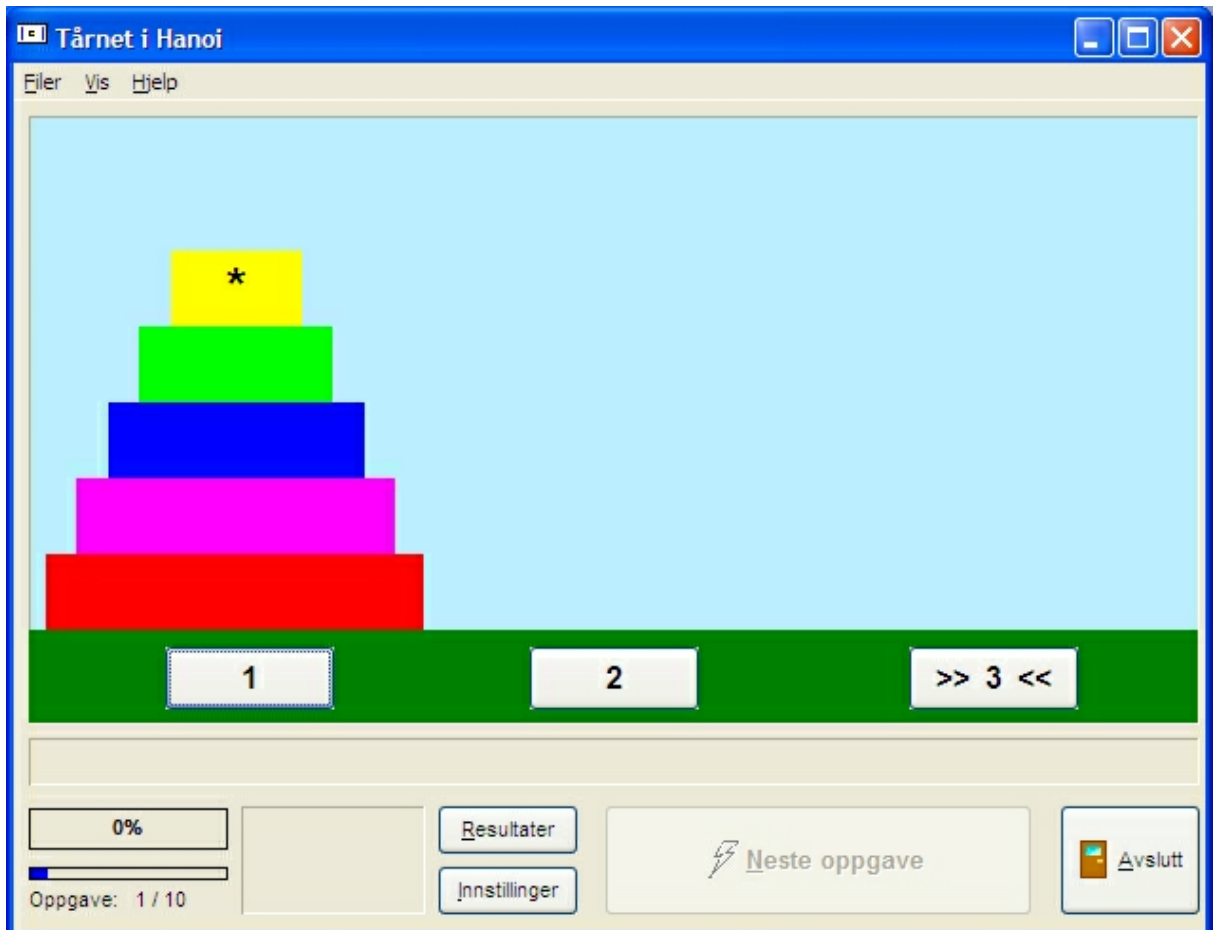 Tårnet i Hanoi
Filer Vis Hjelp
*
1 2 >> 3 <<
0%
Oppgave: 1 / 10
Resultater
Innstillinger
Neste oppgave
Avslutt